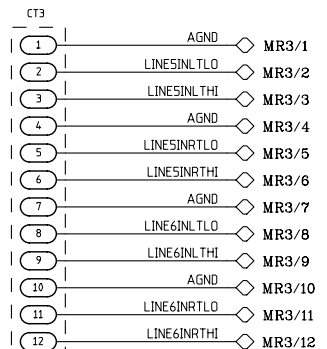 CT3
1 AGND MR3/1
2 LINE5INLTLO MR3/2
3 LINE5INLTHI MR3/3
4 AGND MR3/4
5 LINE5INRTLO MR3/5
6 LINE5INRTHI MR3/6
7 AGND MR3/7
8 LINE6INLTLO MR3/8
9 LINE6INLTHI MR3/9
10 AGND MR3/10
11 LINE6INRTLO MR3/11
12 LINE6INRTHI MR3/12